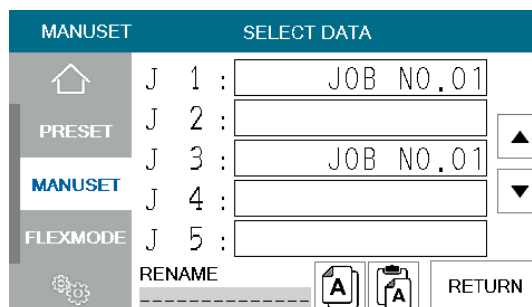 MANUSET SELECT DATA
PRESET
MANUSET
FLEXMODE
J 1 : JOB NO.01
J 2 :
J 3 : JOB NO.01
J 4 :
J 5 :
RENAME
A A RETURN